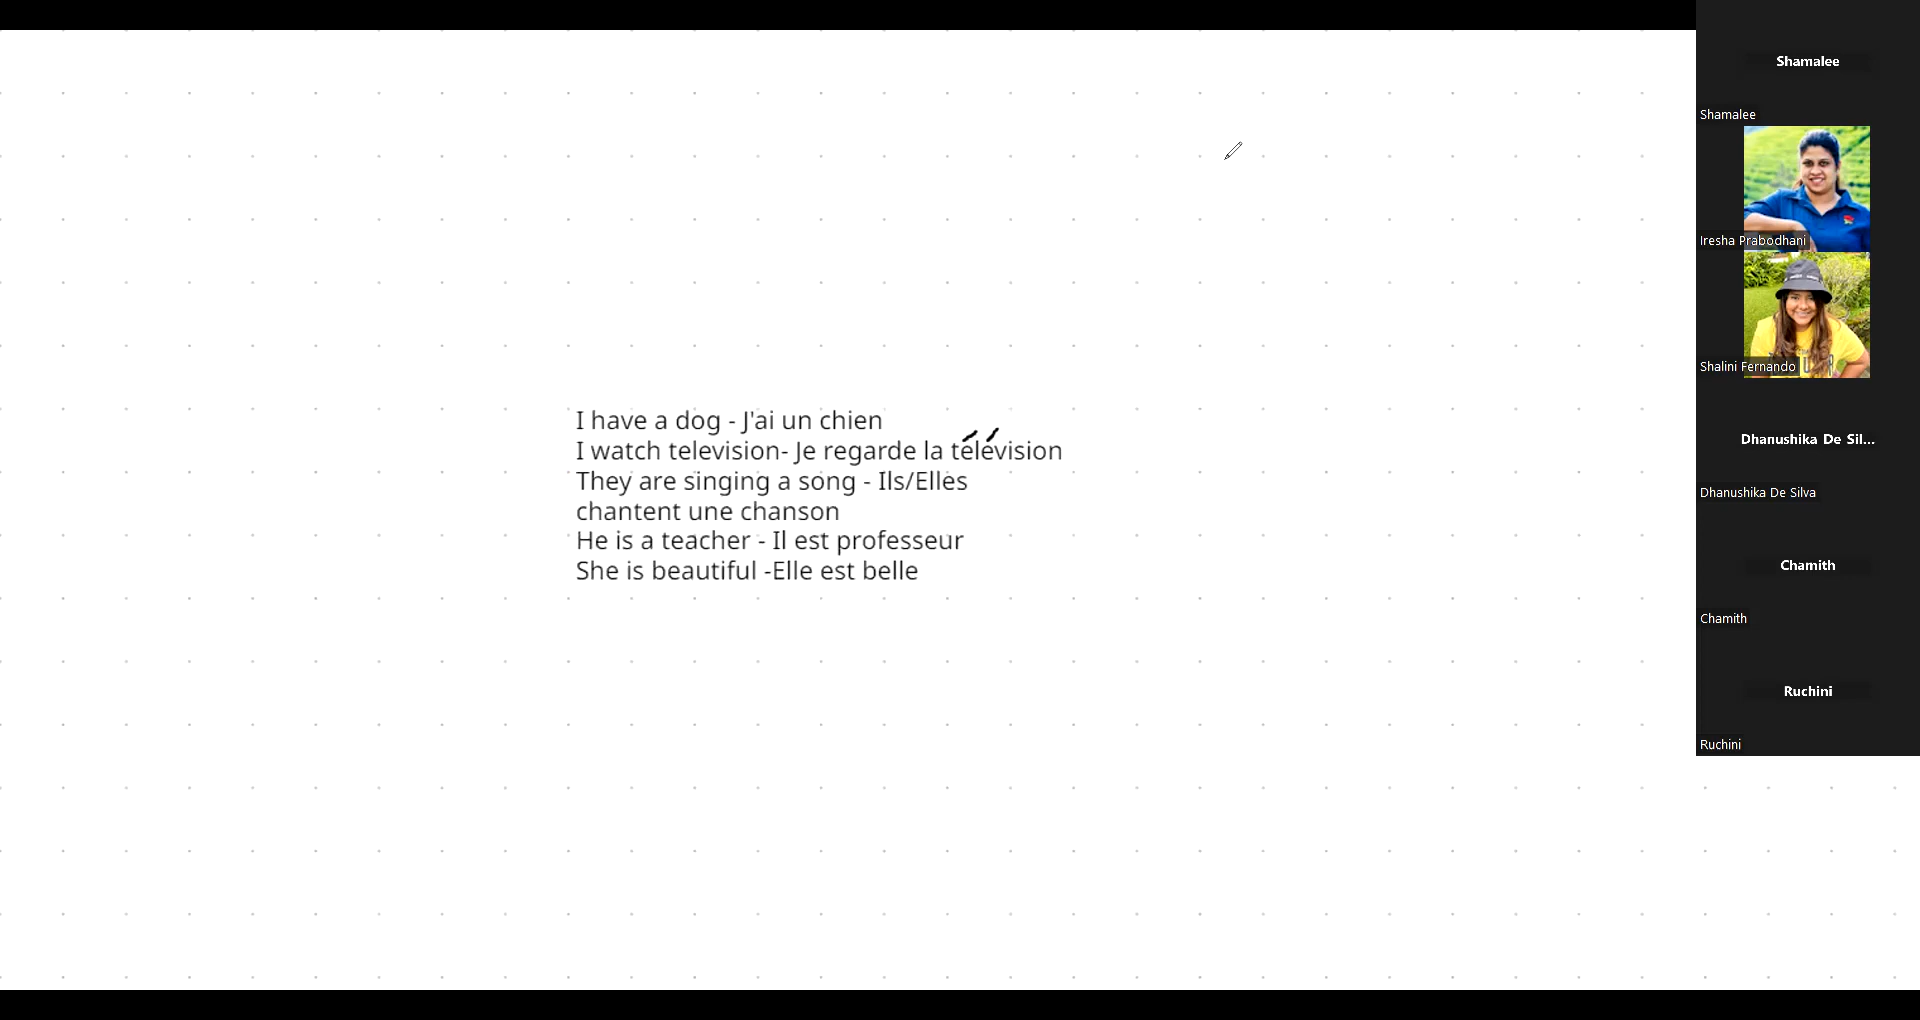 I have a dog - J'ai un chien
I watch television- Je regarde la télévision
They are singing a song - Ils/Elles
chantent une chanson
He is a teacher - Il est professeur
She is beautiful -Elle est belle
Shamalee
Shamalee
Iresha Prabodhani
Shalini Fernando
Dhanushika De Sil...
Dhanushika De Silva
Chamith
Chamith
Ruchini
Ruchini